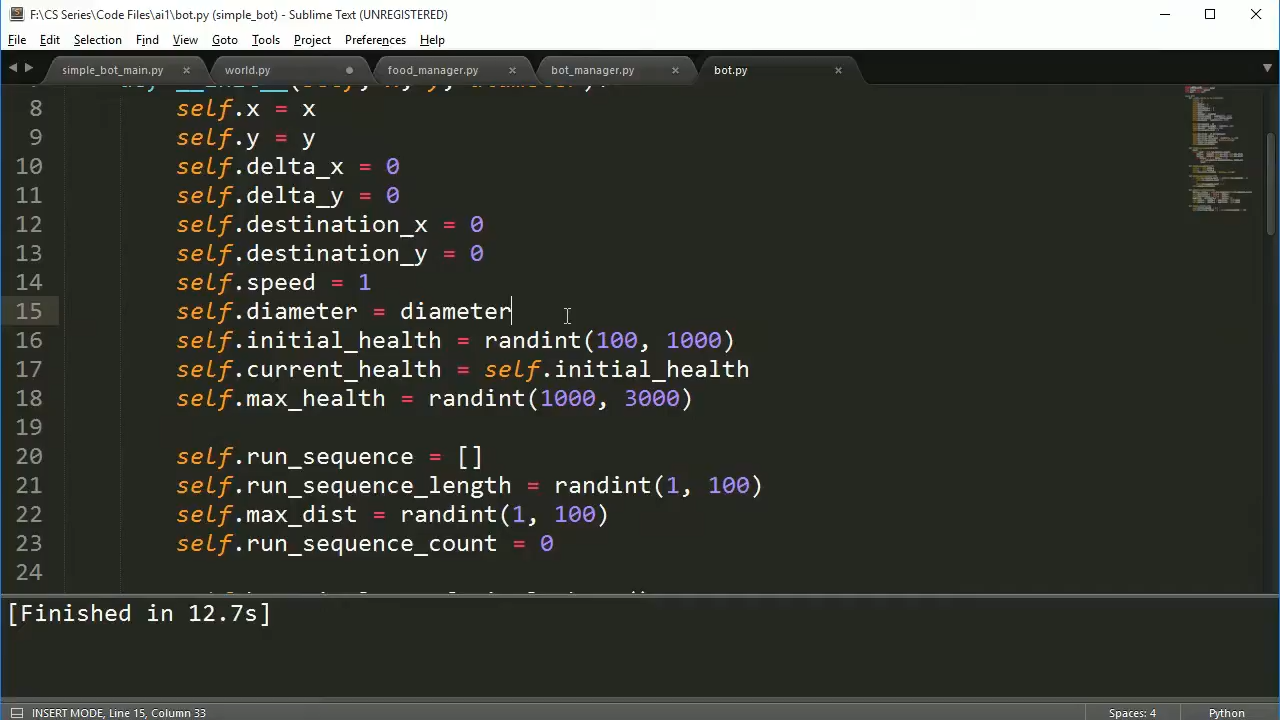 F:\CS Series\Code Files\ai1\bot.py (simple_bot) - Sublime Text (UNREGISTERED)
File Edit Selection Find View Goto Tools Project Preferences Help
simple_bot_main.py world.py food_manager.py bot_manager.py bot.py
8 self.x = x
9 self.y = y
10 self.delta_x = 0
11 self.delta_y = 0
12 self.destination_x = 0
13 self.destination_y = 0
14 self.speed = 1
15 self.diameter = diameter
16 self.initial_health = randint(100, 1000)
17 self.current_health = self.initial_health
18 self.max_health = randint(1000, 3000)
19
20 self.run_sequence = []
21 self.run_sequence_length = randint(1, 100)
22 self.max_dist = randint(1, 100)
23 self.run_sequence_count = 0
24
[Finished in 12.7s]
INSERT MODE, Line 15, Column 33 Spaces: 4 Python